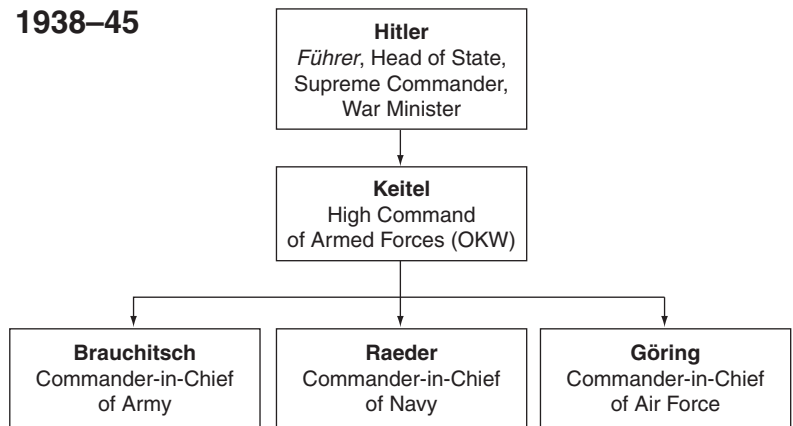 1938–45
Hitler
Führer, Head of State,
Supreme Commander,
War Minister
Keitel
High Command
of Armed Forces (OKW)
Brauchitsch
Commander-in-Chief
of Army
Raeder
Commander-in-Chief
of Navy
Göring
Commander-in-Chief
of Air Force